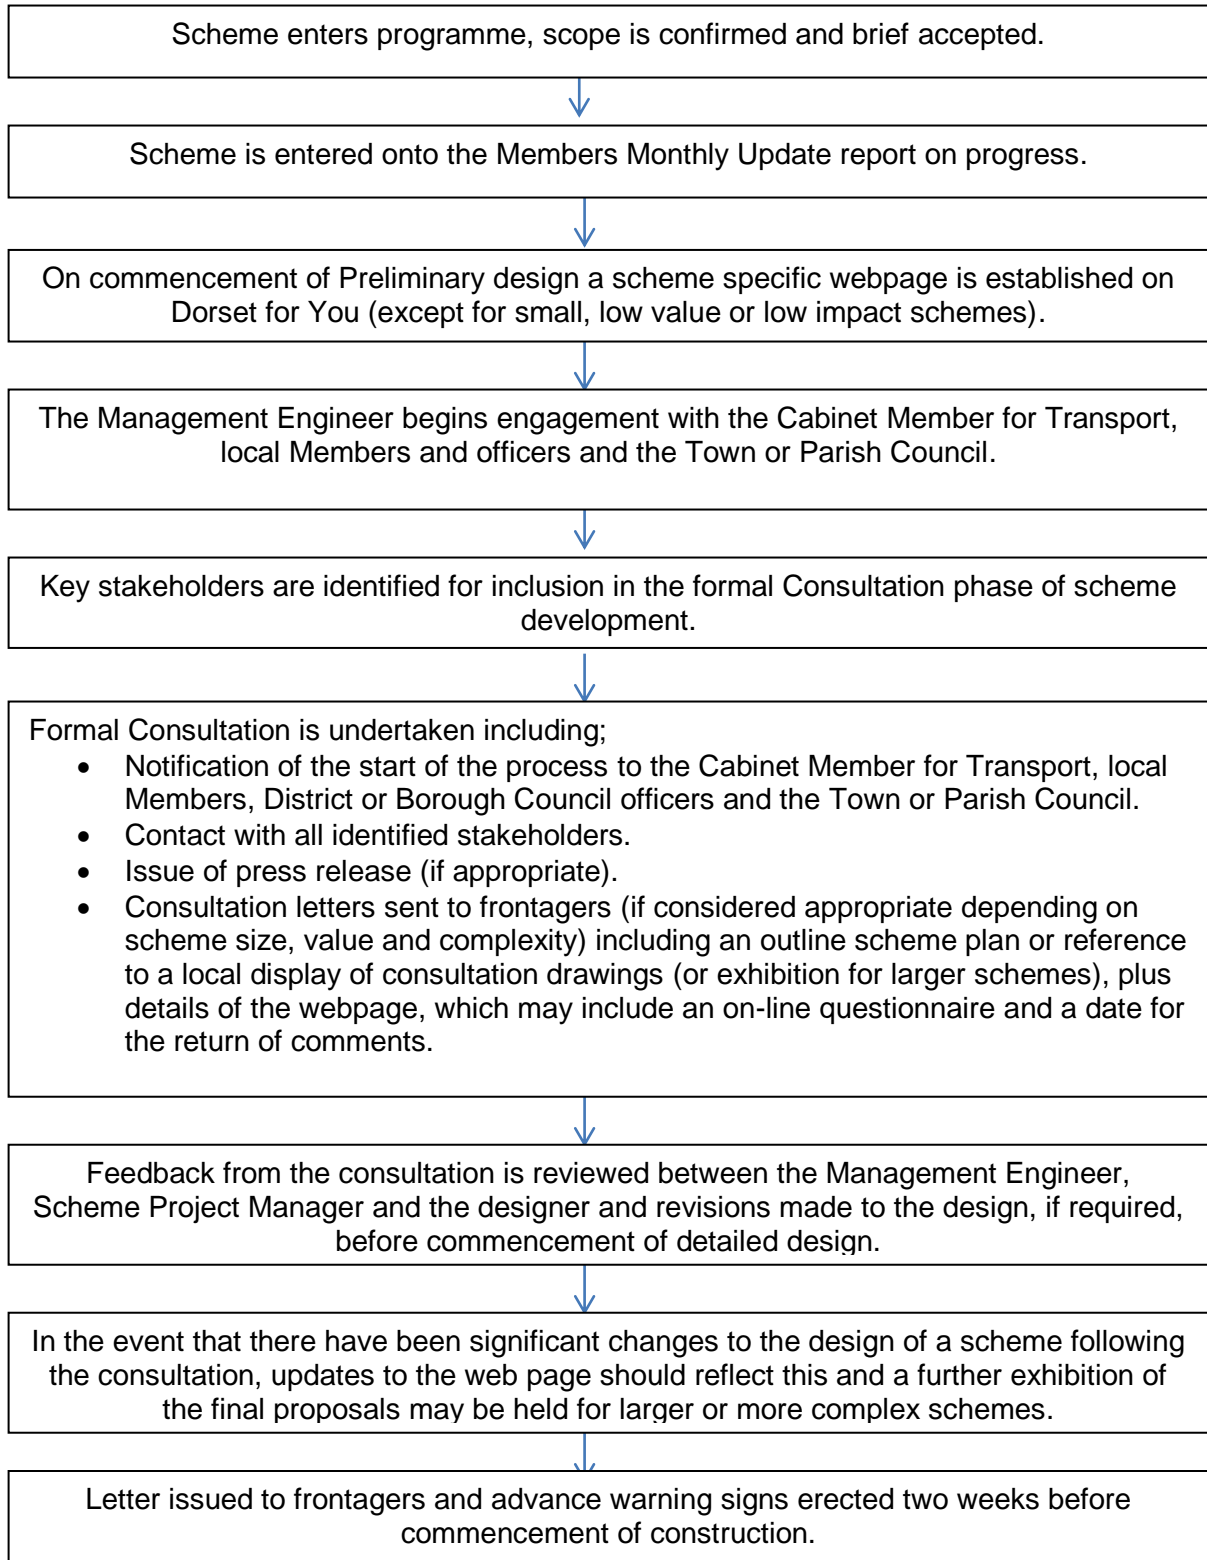 Scheme enters programme, scope is confirmed and brief accepted.
Scheme is entered onto the Members Monthly Update report on progress.
On commencement of Preliminary design a scheme specific webpage is established on
Dorset for You (except for small, low value or low impact schemes).
The Management Engineer begins engagement with the Cabinet Member for Transport,
local Members and officers and the Town or Parish Council.
Key stakeholders are identified for inclusion in the formal Consultation phase of scheme
development.
Formal Consultation is undertaken including;
• Notification of the start of the process to the Cabinet Member for Transport, local
Members, District or Borough Council officers and the Town or Parish Council.
• Contact with all identified stakeholders.
• Issue of press release (if appropriate).
• Consultation letters sent to frontagers (if considered appropriate depending on
scheme size, value and complexity) including an outline scheme plan or reference
to a local display of consultation drawings (or exhibition for larger schemes), plus
details of the webpage, which may include an on-line questionnaire and a date for
the return of comments.
Feedback from the consultation is reviewed between the Management Engineer,
Scheme Project Manager and the designer and revisions made to the design, if required,
before commencement of detailed design.
In the event that there have been significant changes to the design of a scheme following
the consultation, updates to the web page should reflect this and a further exhibition of
the final proposals may be held for larger or more complex schemes.
Letter issued to frontagers and advance warning signs erected two weeks before
commencement of construction.